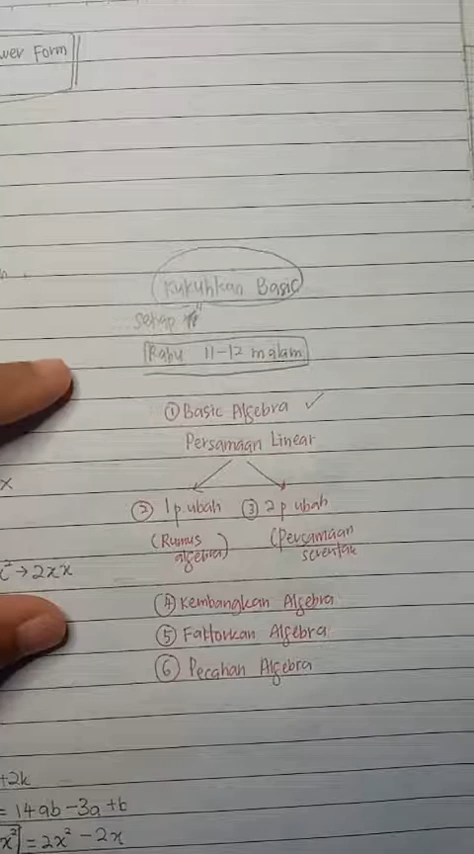 wer Form
Kukuhkan Basic
setiap
Rabu 11-12 malam
① Basic Algebra ✓
Persamaan Linear
② 1 p.ubah ③ 2 p.ubah
(Rumus algebra) (Persamaan serentak
④ Kembangkan Algebra
⑤ Faktorkan Algebra
⑥ Pecahan Algebra
x
x² → 2xx
+2k
= 14ab - 3a + b
x²] = 2x² - 2x